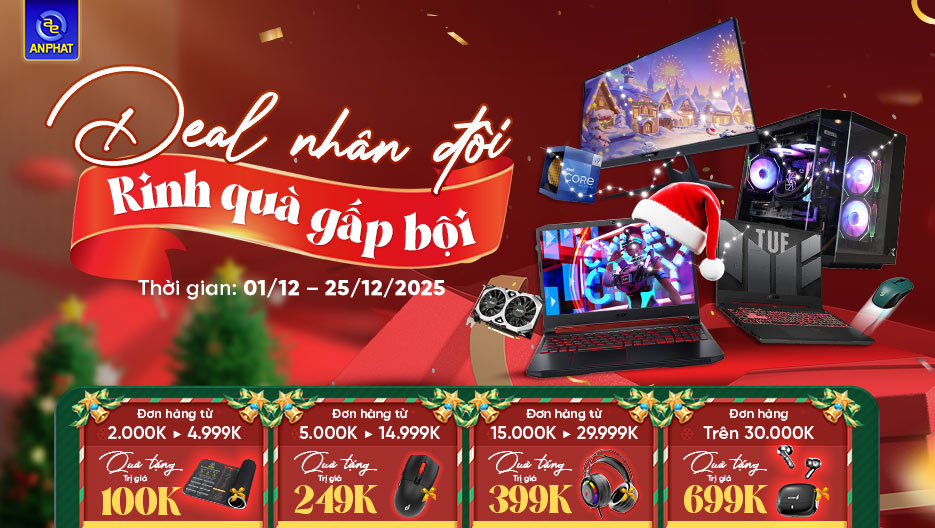 ANPHAT
Deal nhân đôi
Rinh quà gấp bội
Thời gian: 01/12 – 25/12/2025
CORE
TUF
Đơn hàng từ
2.000K ▸ 4.999K
Quà tặng
Trị giá
100K
Đơn hàng từ
5.000K ▸ 14.999K
Quà tặng
Trị giá
249K
Đơn hàng từ
15.000K ▸ 29.999K
Quà tặng
Trị giá
399K
Đơn hàng
Trên 30.000K
Quà tặng
Trị giá
699K